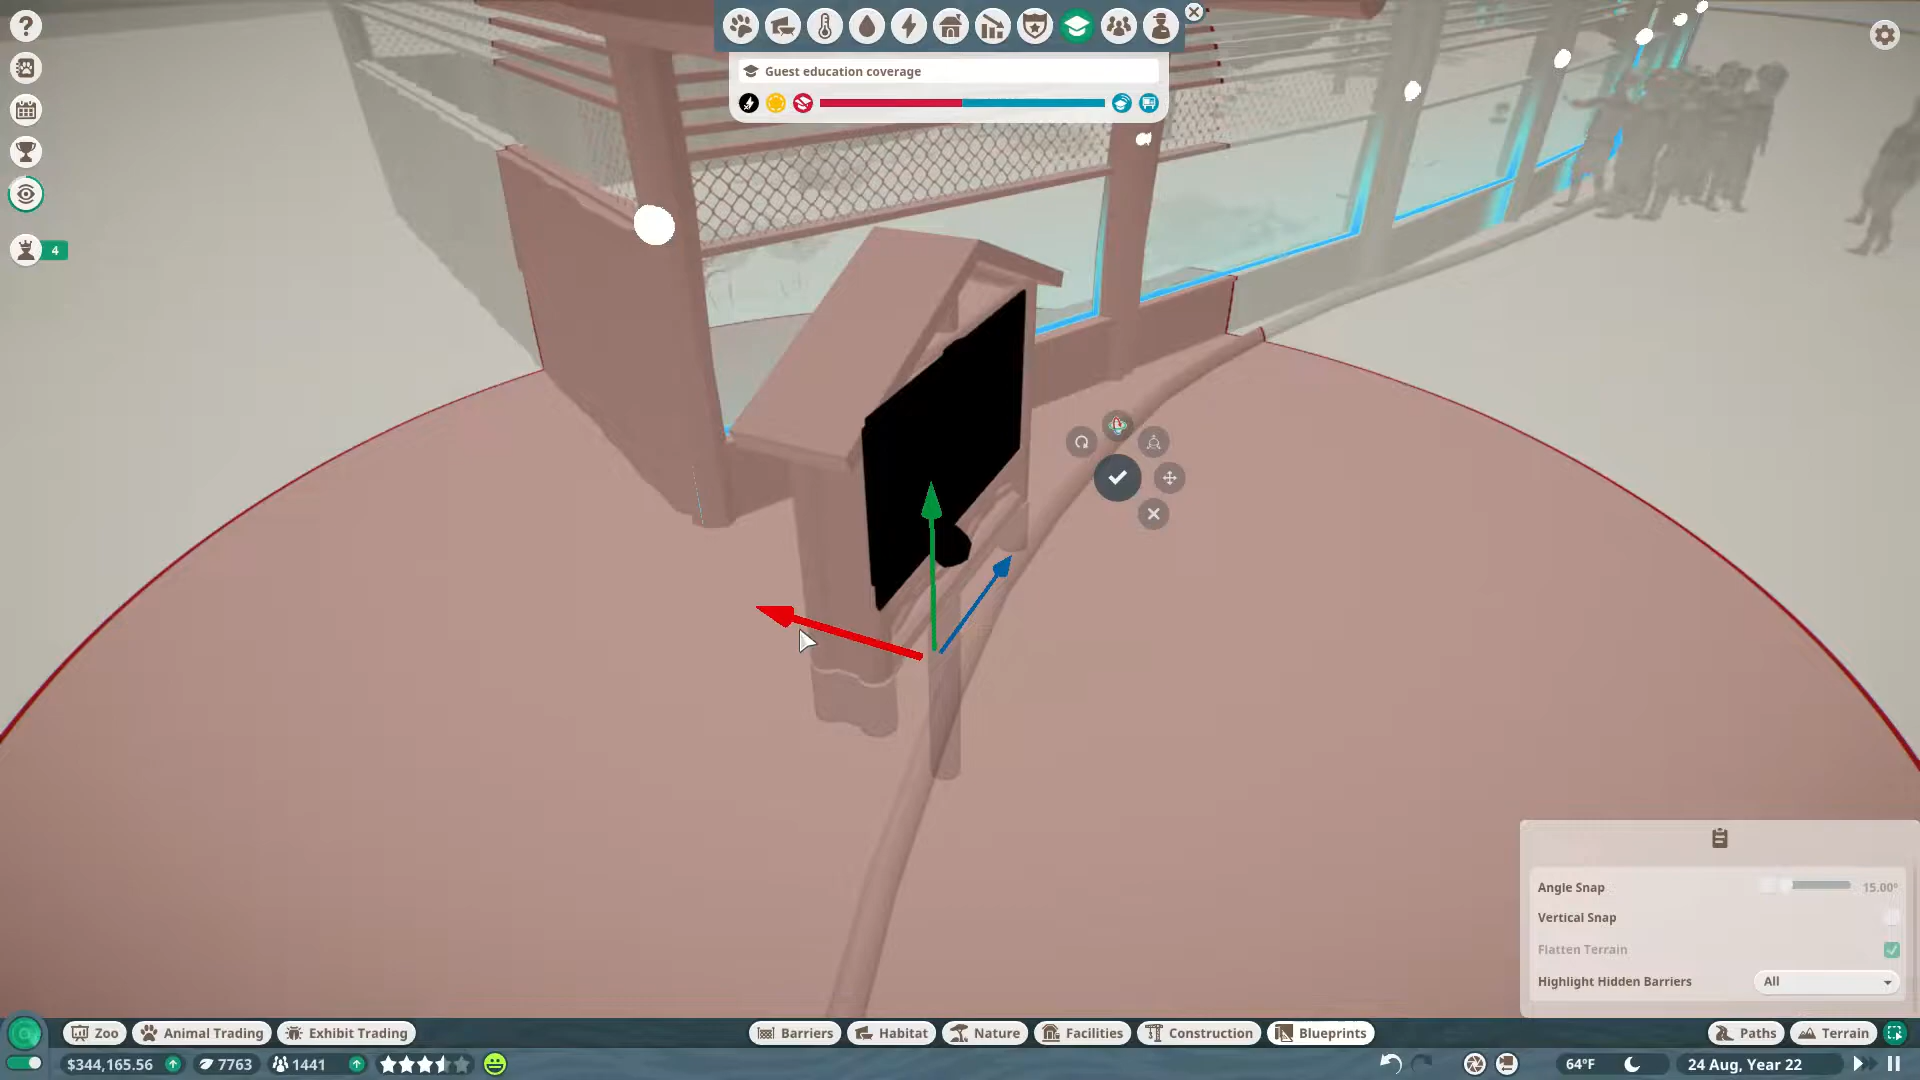 Guest education coverage
4
Angle Snap 15.00°
Vertical Snap
Flatten Terrain
Highlight Hidden Barriers All
Zoo Animal Trading Exhibit Trading Barriers Habitat Nature Facilities Construction Blueprints Paths Terrain
$344,165.56 7763 1441 64°F 24 Aug, Year 22